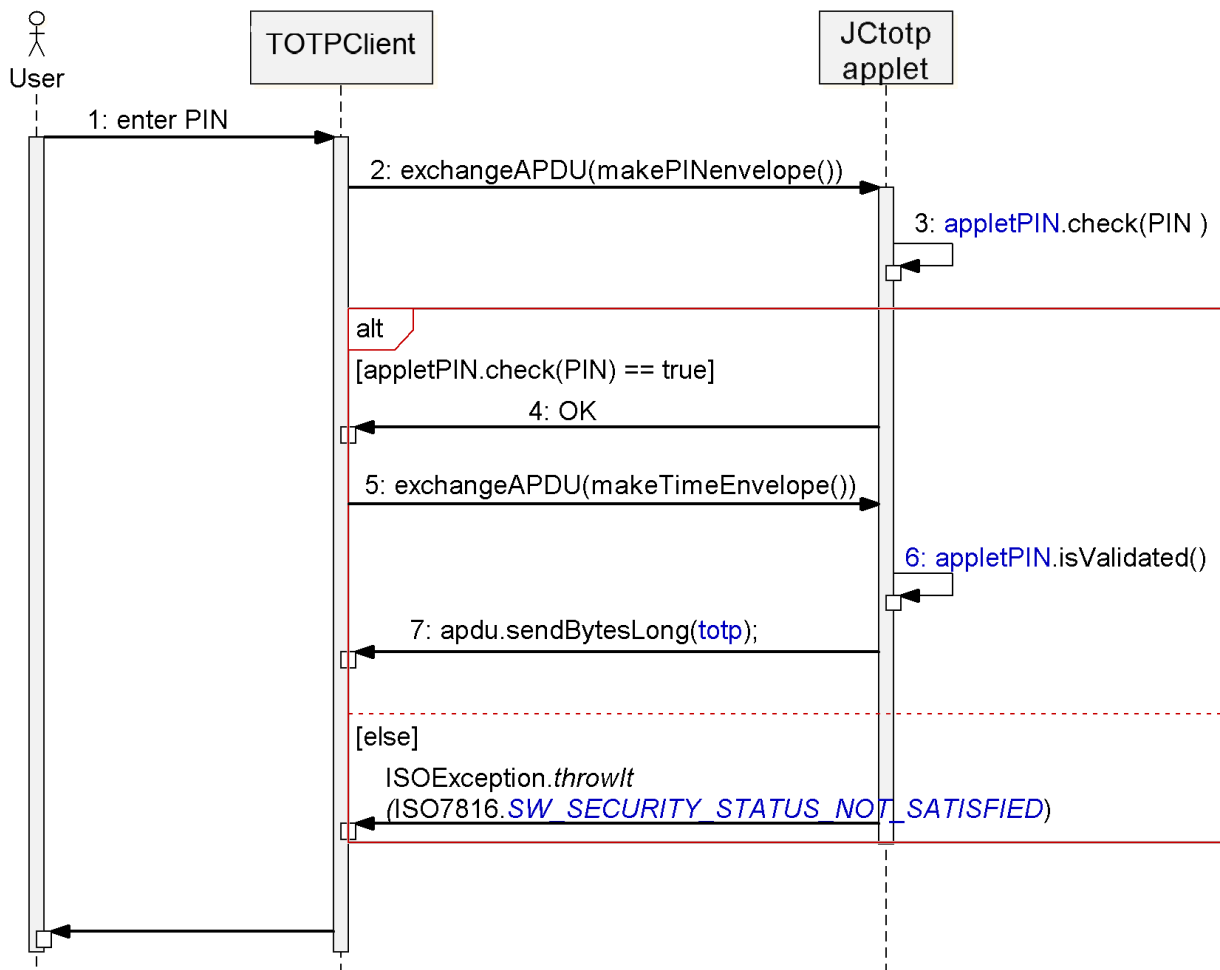 User
TOTPClient
JCtotp
applet
1: enter PIN
2: exchangeAPDU(makePINenvelope())
3: appletPIN.check(PIN )
alt
[appletPIN.check(PIN) == true]
4: OK
5: exchangeAPDU(makeTimeEnvelope())
6: appletPIN.isValidated()
7: apdu.sendBytesLong(totp);
[else]
ISOException.throwIt
(ISO7816.SW_SECURITY_STATUS_NOT_SATISFIED)